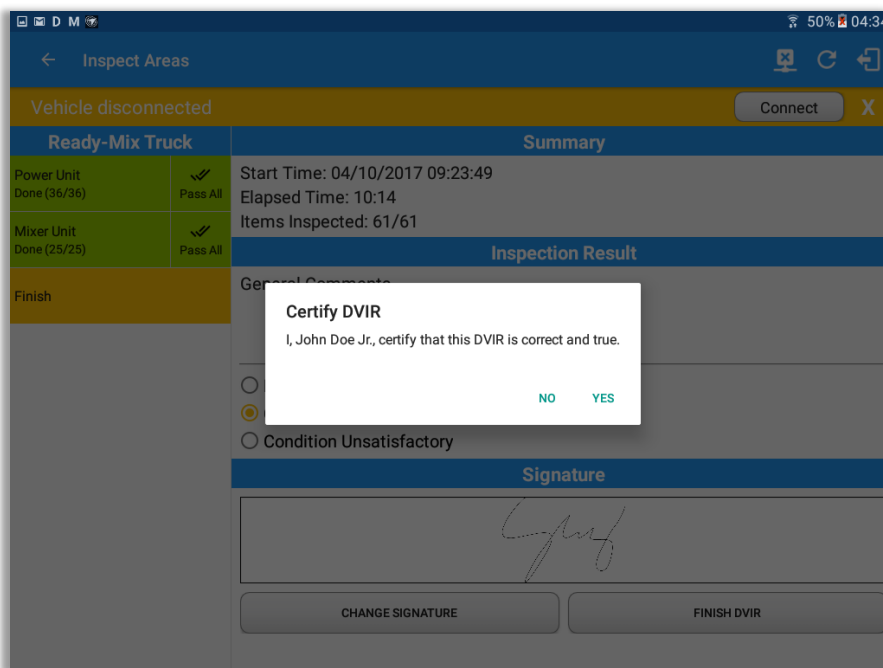 D M 50% 04:34
Inspect Areas
Vehicle disconnected Connect X
Ready-Mix Truck
Power Unit
Done (36/36)
Pass All
Mixer Unit
Done (25/25)
Pass All
Finish
Summary
Start Time: 04/10/2017 09:23:49
Elapsed Time: 10:14
Items Inspected: 61/61
Inspection Result
General Comments
Certify DVIR
I, John Doe Jr., certify that this DVIR is correct and true.
NO YES
Condition Unsatisfactory
Signature
CHANGE SIGNATURE FINISH DVIR